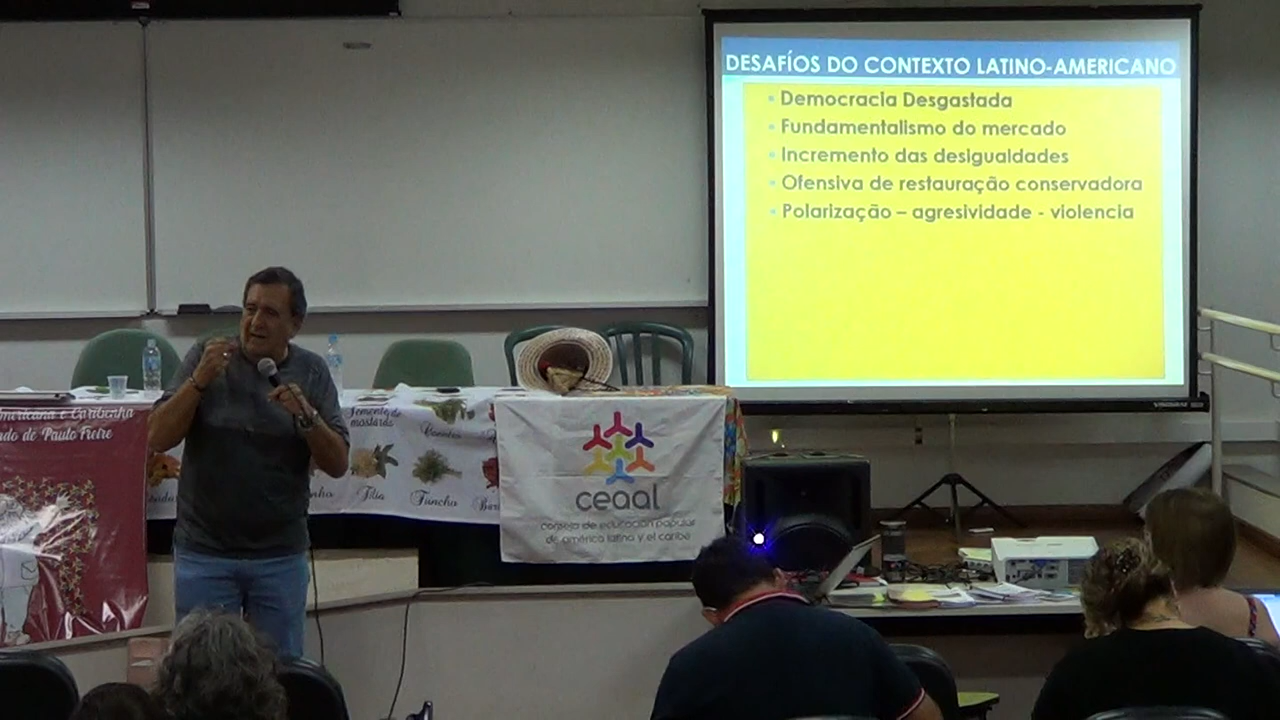 DESAFÍOS DO CONTEXTO LATINO-AMERICANO
Democracia Desgastada
Fundamentalismo do mercado
Incremento das desigualdades
Ofensiva de restauração conservadora
Polarização – agresividade - violencia
mericana e Caribenha
do de Paulo Freire
Semente de
mostarda
Tília
Funcho
ceaal
consejo de educación popular
de américa latina y el caribe